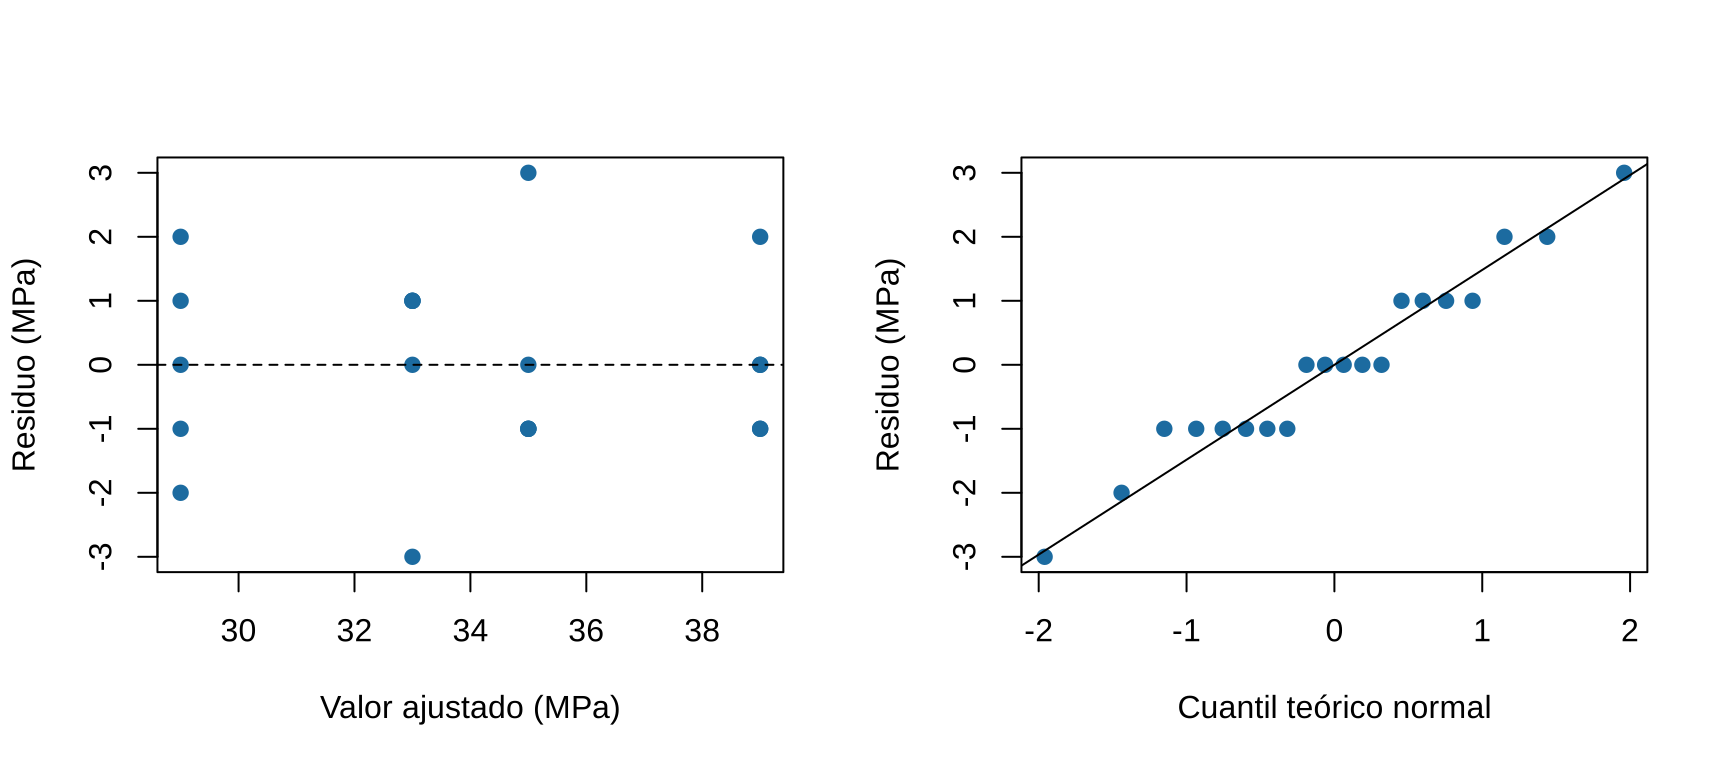 Residuo (MPa)
3
2
1
0
-1
-2
-3
30 32 34 36 38
Valor ajustado (MPa)
Residuo (MPa)
3
2
1
0
-1
-2
-3
-2 -1 0 1 2
Cuantil teórico normal